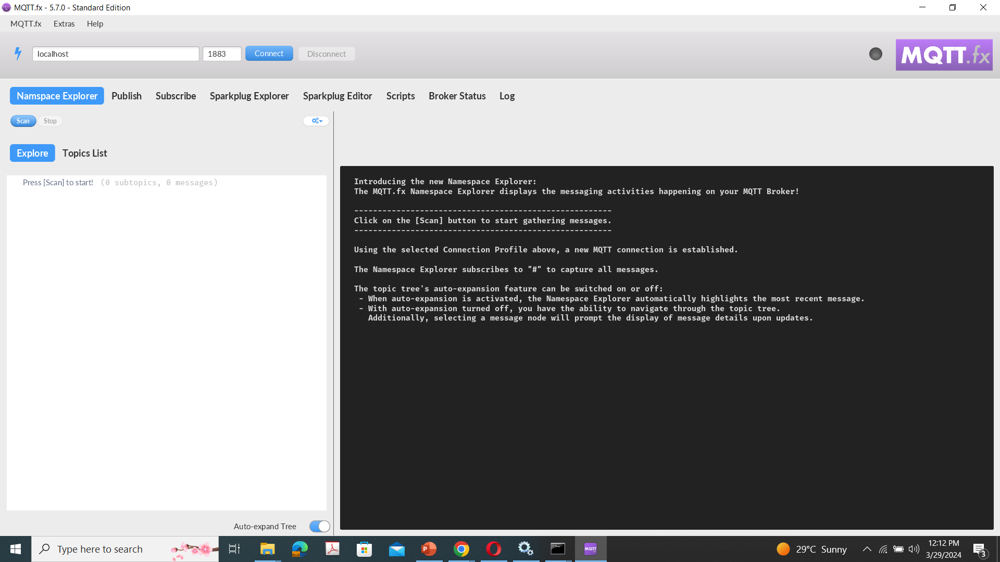 MQTT.fx - 5.7.0 - Standard Edition
MQTT.fx Extras Help
localhost 1883 Connect Disconnect
MQTT.fx
Namspace Explorer Publish Subscribe Sparkplug Explorer Sparkplug Editor Scripts Broker Status Log
Scan Stop
Explore Topics List
Press [Scan] to start! (0 subtopics, 0 messages)
Auto-expand Tree
Introducing the new Namespace Explorer:
The MQTT.fx Namespace Explorer displays the messaging activities happening on your MQTT Broker!
-------------------------------------------------------
Click on the [Scan] button to start gathering messages.
-------------------------------------------------------
Using the selected Connection Profile above, a new MQTT connection is established.
The Namespace Explorer subscribes to "#" to capture all messages.
The topic tree's auto-expansion feature can be switched on or off:
- When auto-expansion is activated, the Namespace Explorer automatically highlights the most recent message.
- With auto-expansion turned off, you have the ability to navigate through the topic tree.
Additionally, selecting a message node will prompt the display of message details upon updates.
Type here to search
P
MQTT
29°C Sunny
12:12 PM
3/29/2024
3